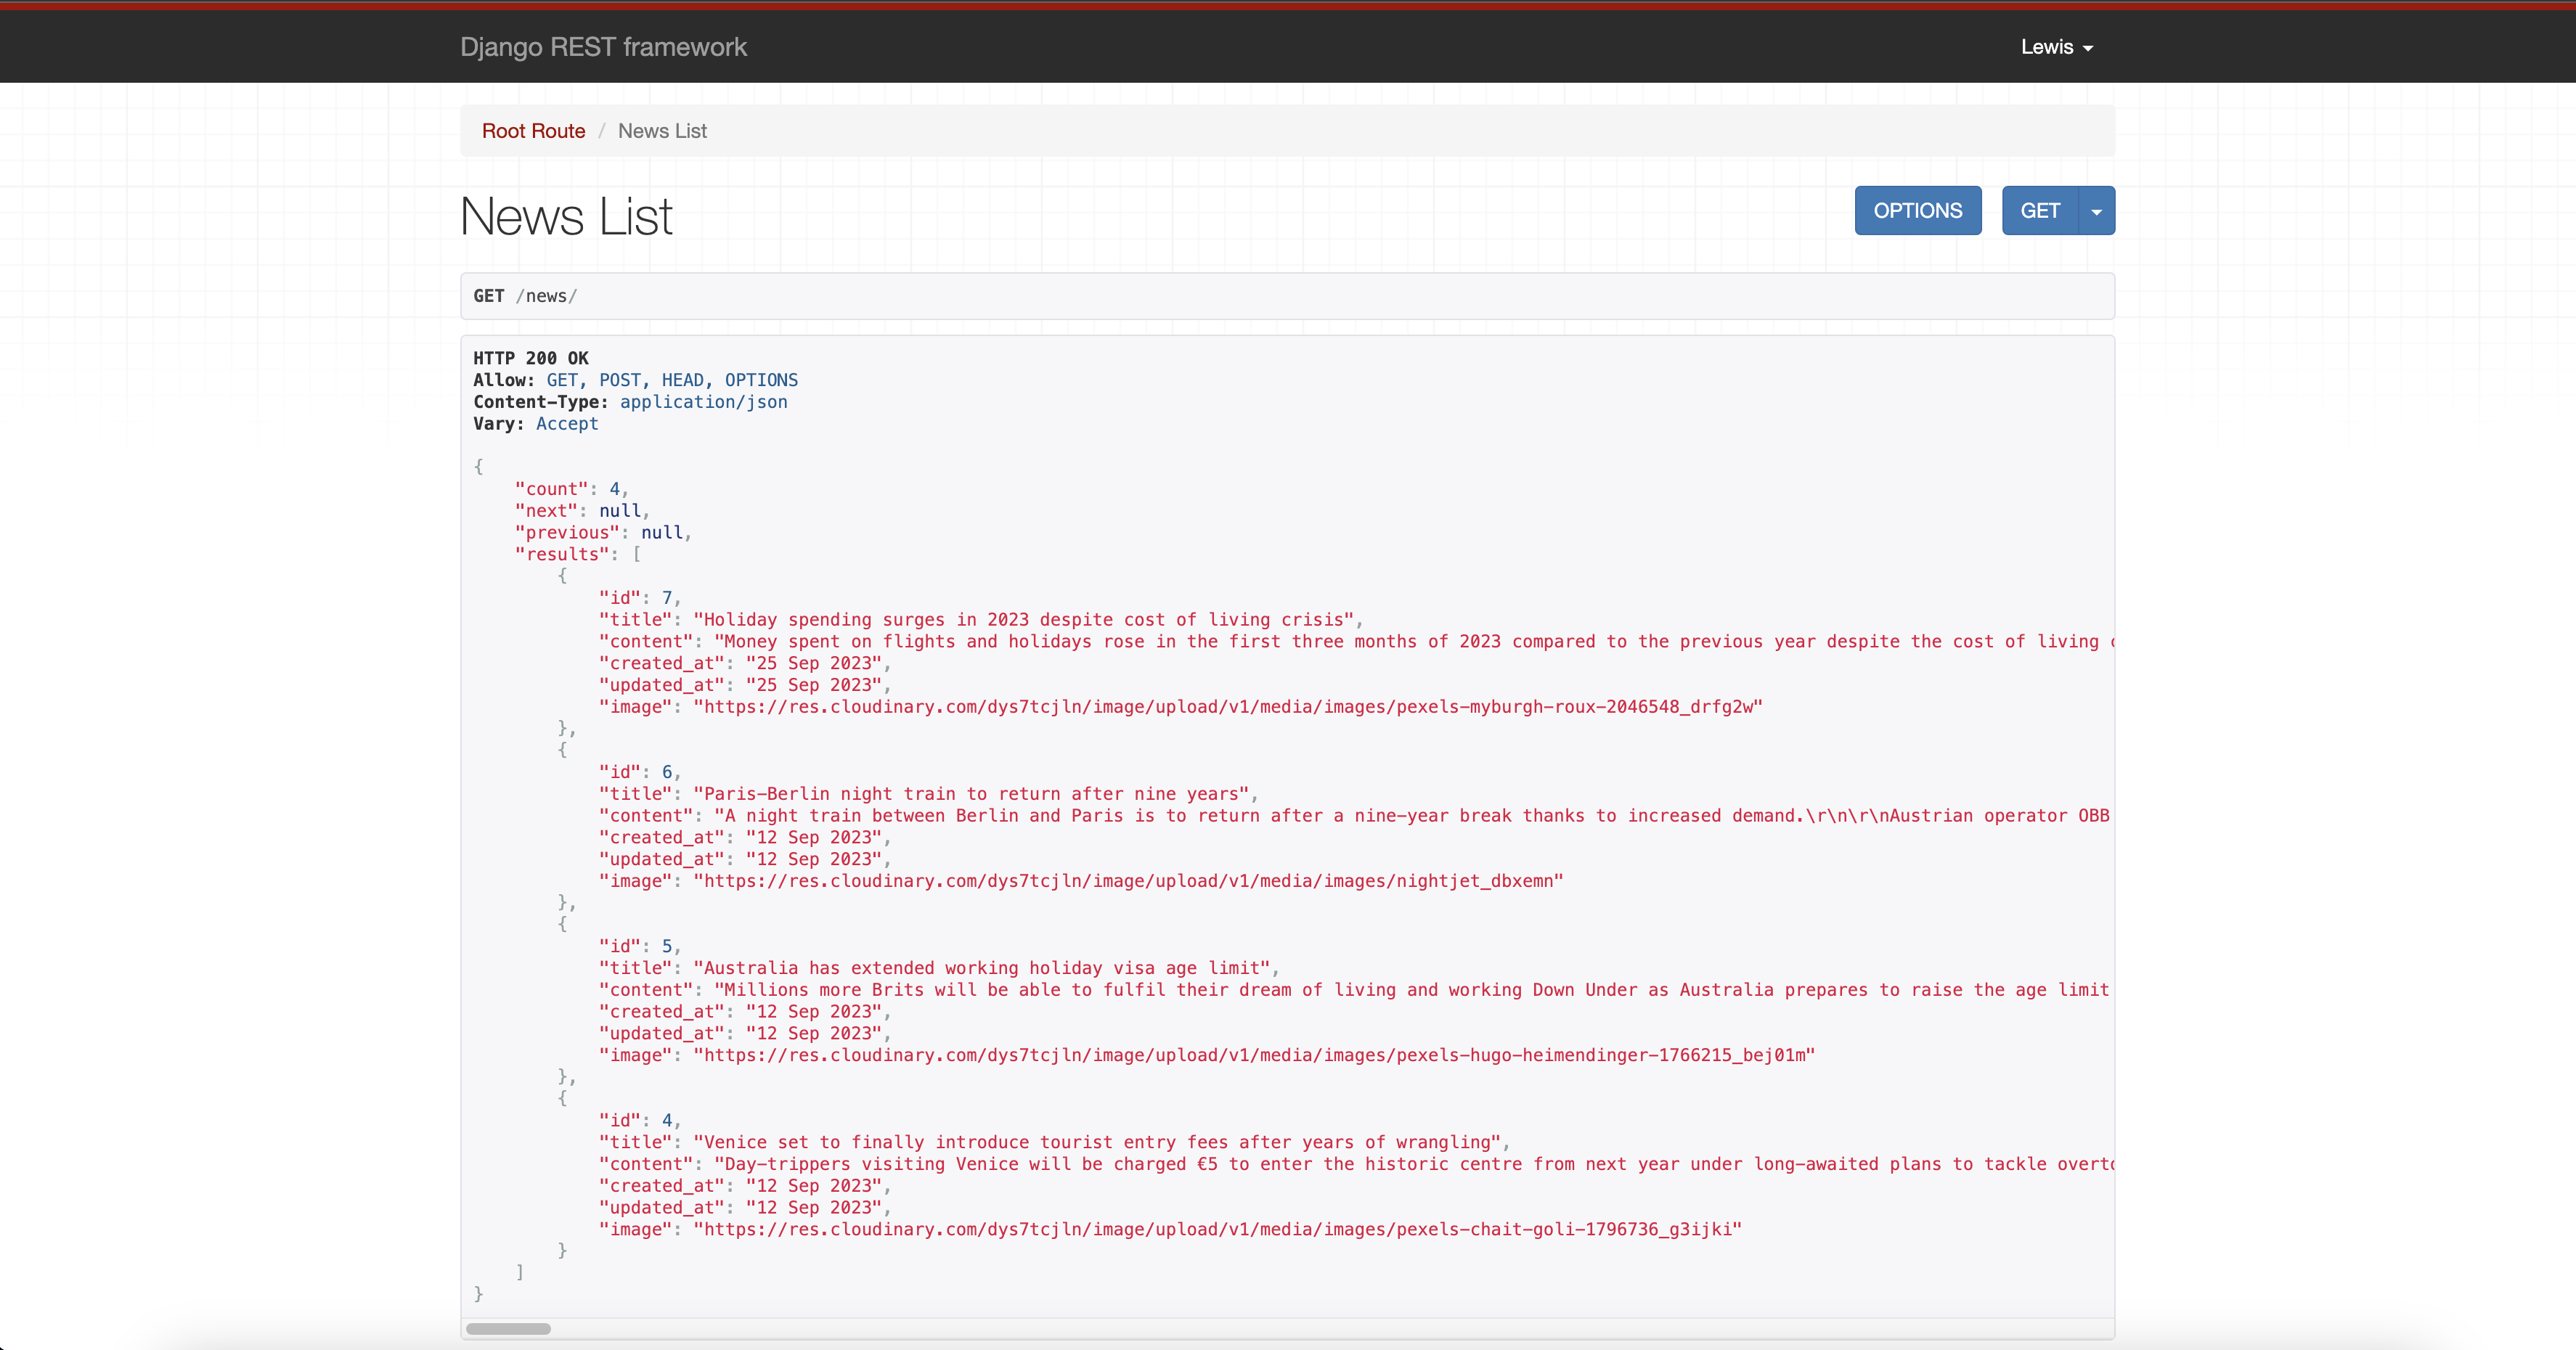 Django REST framework
Lewis
Root Route / News List
News List
OPTIONS
GET
GET /news/
HTTP 200 OK
Allow: GET, POST, HEAD, OPTIONS
Content-Type: application/json
Vary: Accept
{
"count": 4,
"next": null,
"previous": null,
"results": [
{
"id": 7,
"title": "Holiday spending surges in 2023 despite cost of living crisis",
"content": "Money spent on flights and holidays rose in the first three months of 2023 compared to the previous year despite the cost of living
"created_at": "25 Sep 2023",
"updated_at": "25 Sep 2023",
"image": "https://res.cloudinary.com/dys7tcjln/image/upload/v1/media/images/pexels-myburgh-roux-2046548_drfg2w"
},
{
"id": 6,
"title": "Paris-Berlin night train to return after nine years",
"content": "A night train between Berlin and Paris is to return after a nine-year break thanks to increased demand.\r\n\r\nAustrian operator OBB
"created_at": "12 Sep 2023",
"updated_at": "12 Sep 2023",
"image": "https://res.cloudinary.com/dys7tcjln/image/upload/v1/media/images/nightjet_dbxemn"
},
{
"id": 5,
"title": "Australia has extended working holiday visa age limit",
"content": "Millions more Brits will be able to fulfil their dream of living and working Down Under as Australia prepares to raise the age limit
"created_at": "12 Sep 2023",
"updated_at": "12 Sep 2023",
"image": "https://res.cloudinary.com/dys7tcjln/image/upload/v1/media/images/pexels-hugo-heimendinger-1766215_bej01m"
},
{
"id": 4,
"title": "Venice set to finally introduce tourist entry fees after years of wrangling",
"content": "Day-trippers visiting Venice will be charged €5 to enter the historic centre from next year under long-awaited plans to tackle
"created_at": "12 Sep 2023",
"updated_at": "12 Sep 2023",
"image": "https://res.cloudinary.com/dys7tcjln/image/upload/v1/media/images/pexels-chait-goli-1796736_g3ijki"
}
]
}